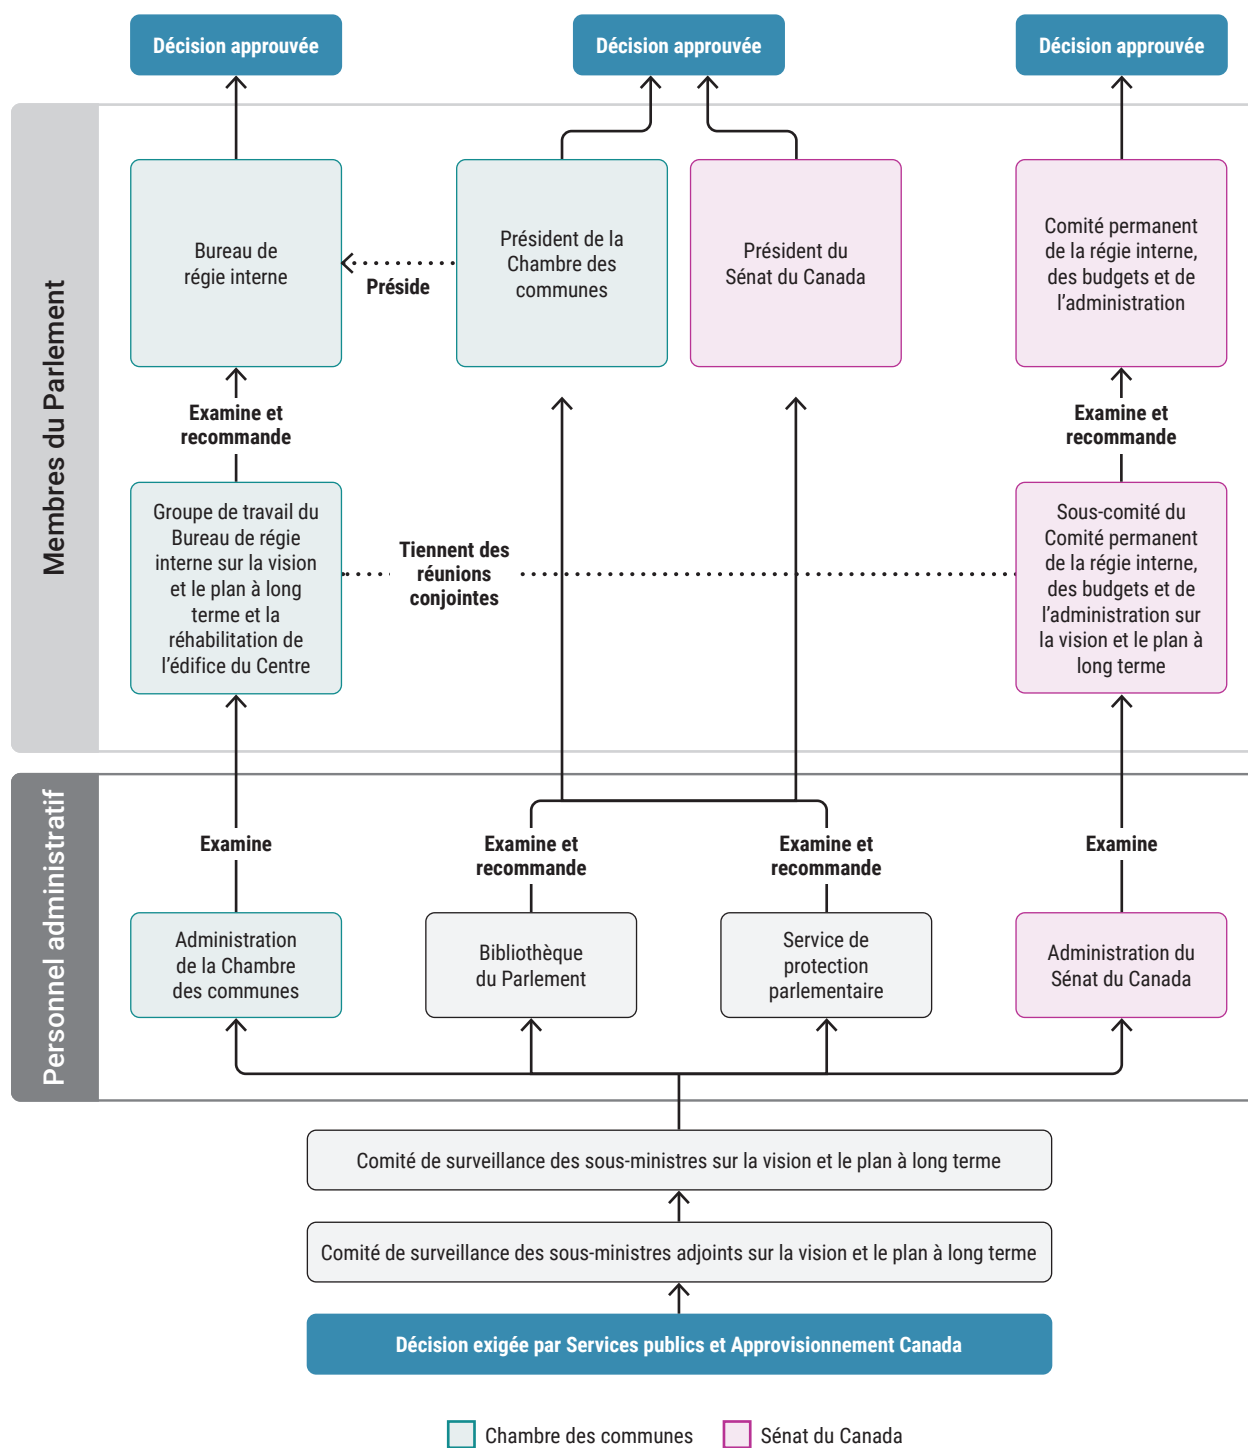 Décision approuvée
Décision approuvée
Décision approuvée
Membres du Parlement
Bureau de
régie interne
Préside
Président de la
Chambre des
communes
Président du
Sénat du Canada
Comité permanent
de la régie interne,
des budgets et de
l’administration
Examine et
recommande
Examine et
recommande
Groupe de travail du
Bureau de régie
interne sur la vision
et le plan à long
terme et la
réhabilitation de
l’édifice du Centre
Tiennent des
réunions
conjointes
Sous-comité du
Comité permanent
de la régie interne,
des budgets et de
l’administration sur
la vision et le plan à
long terme
Personnel administratif
Examine
Examine et
recommande
Examine et
recommande
Examine
Administration
de la Chambre
des communes
Bibliothèque
du Parlement
Service de
protection
parlementaire
Administration du
Sénat du Canada
Comité de surveillance des sous-ministres sur la vision et le plan à long terme
Comité de surveillance des sous-ministres adjoints sur la vision et le plan à long terme
Décision exigée par Services publics et Approvisionnement Canada
Chambre des communes
Sénat du Canada